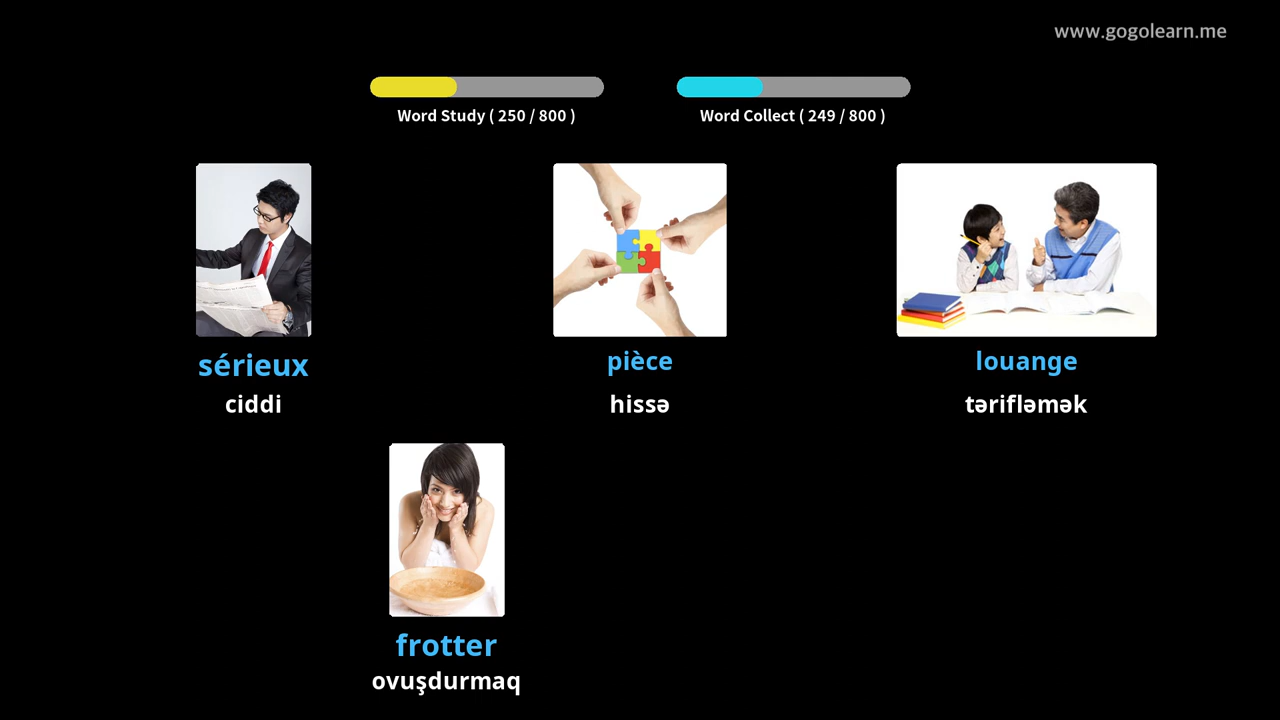 www.gogolearn.me
Word Study ( 250 / 800 )
Word Collect ( 249 / 800 )
sérieux
ciddi
pièce
hissə
louange
tərifləmək
frotter
ovuşdurmaq